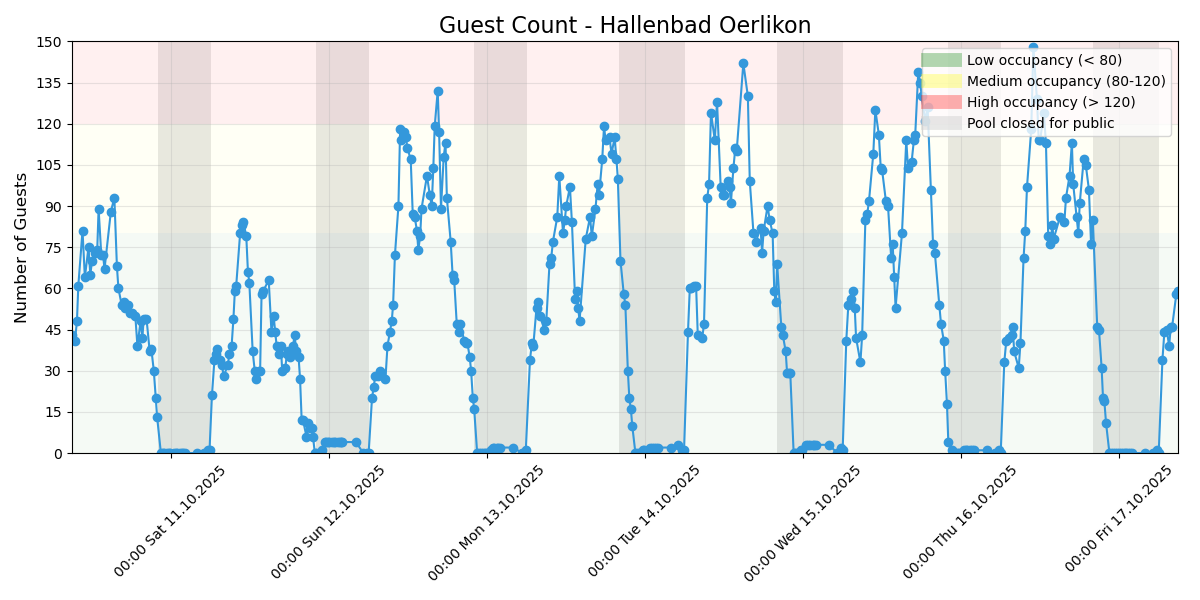 Guest Count - Hallenbad Oerlikon
Number of Guests
150
135
120
105
90
75
60
45
30
15
0
Low occupancy (< 80)
Medium occupancy (80-120)
High occupancy (> 120)
Pool closed for public
00:00 Sat 11.10.2025
00:00 Sun 12.10.2025
00:00 Mon 13.10.2025
00:00 Tue 14.10.2025
00:00 Wed 15.10.2025
00:00 Thu 16.10.2025
00:00 Fri 17.10.2025